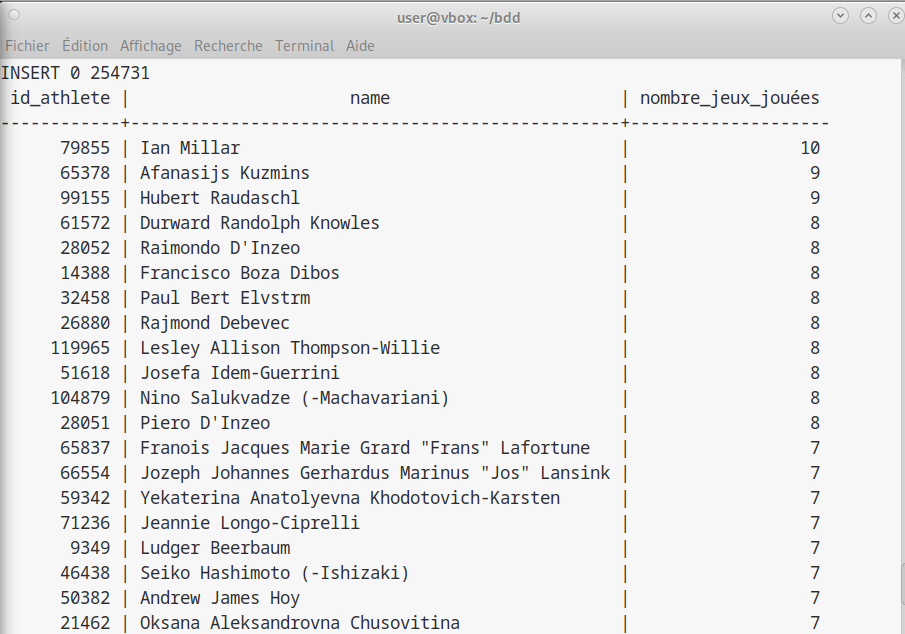 user@vbox: ~/bdd
Fichier Édition Affichage Recherche Terminal Aide
INSERT 0 254731
id_athlete | name | nombre_jeux_jouées
------------+-------------------------------------------------+--------------------
79855 | Ian Millar | 10
65378 | Afanasijs Kuzmins | 9
99155 | Hubert Raudaschl | 9
61572 | Durward Randolph Knowles | 8
28052 | Raimondo D'Inzeo | 8
14388 | Francisco Boza Dibos | 8
32458 | Paul Bert Elvstrm | 8
26880 | Rajmond Debevec | 8
119965 | Lesley Allison Thompson-Willie | 8
51618 | Josefa Idem-Guerrini | 8
104879 | Nino Salukvadze (-Machavariani) | 8
28051 | Piero D'Inzeo | 8
65837 | Franois Jacques Marie Grard "Frans" Lafortune | 7
66554 | Jozeph Johannes Gerhardus Marinus "Jos" Lansink | 7
59342 | Yekaterina Anatolyevna Khodotovich-Karsten | 7
71236 | Jeannie Longo-Ciprelli | 7
9349 | Ludger Beerbaum | 7
46438 | Seiko Hashimoto (-Ishizaki) | 7
50382 | Andrew James Hoy | 7
21462 | Oksana Aleksandrovna Chusovitina | 7